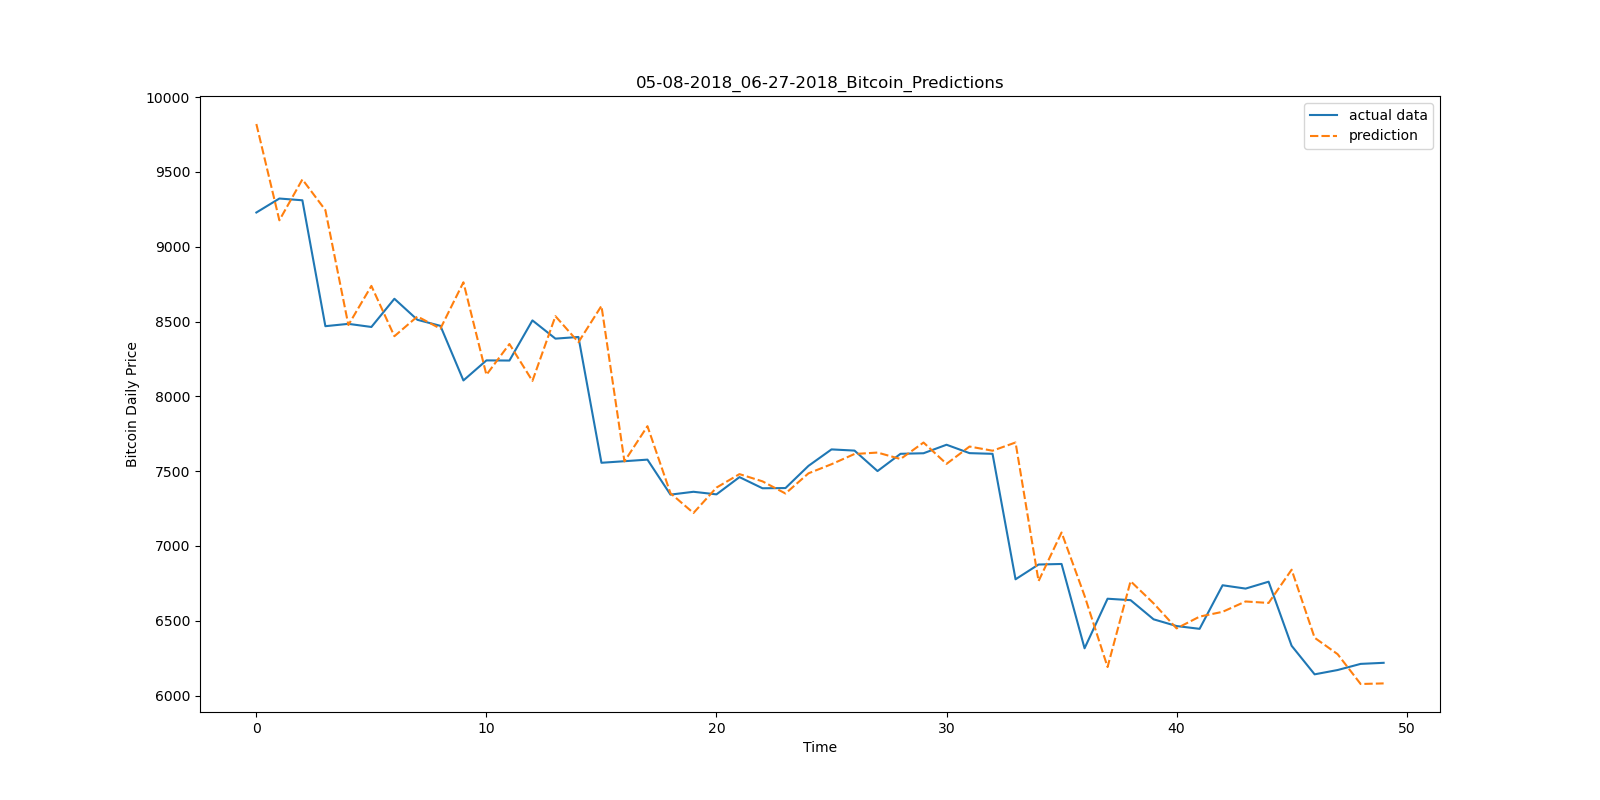 05-08-2018_06-27-2018_Bitcoin_Predictions
actual data
prediction
Bitcoin Daily Price
10000
9500
9000
8500
8000
7500
7000
6500
6000
0 10 20 30 40 50
Time